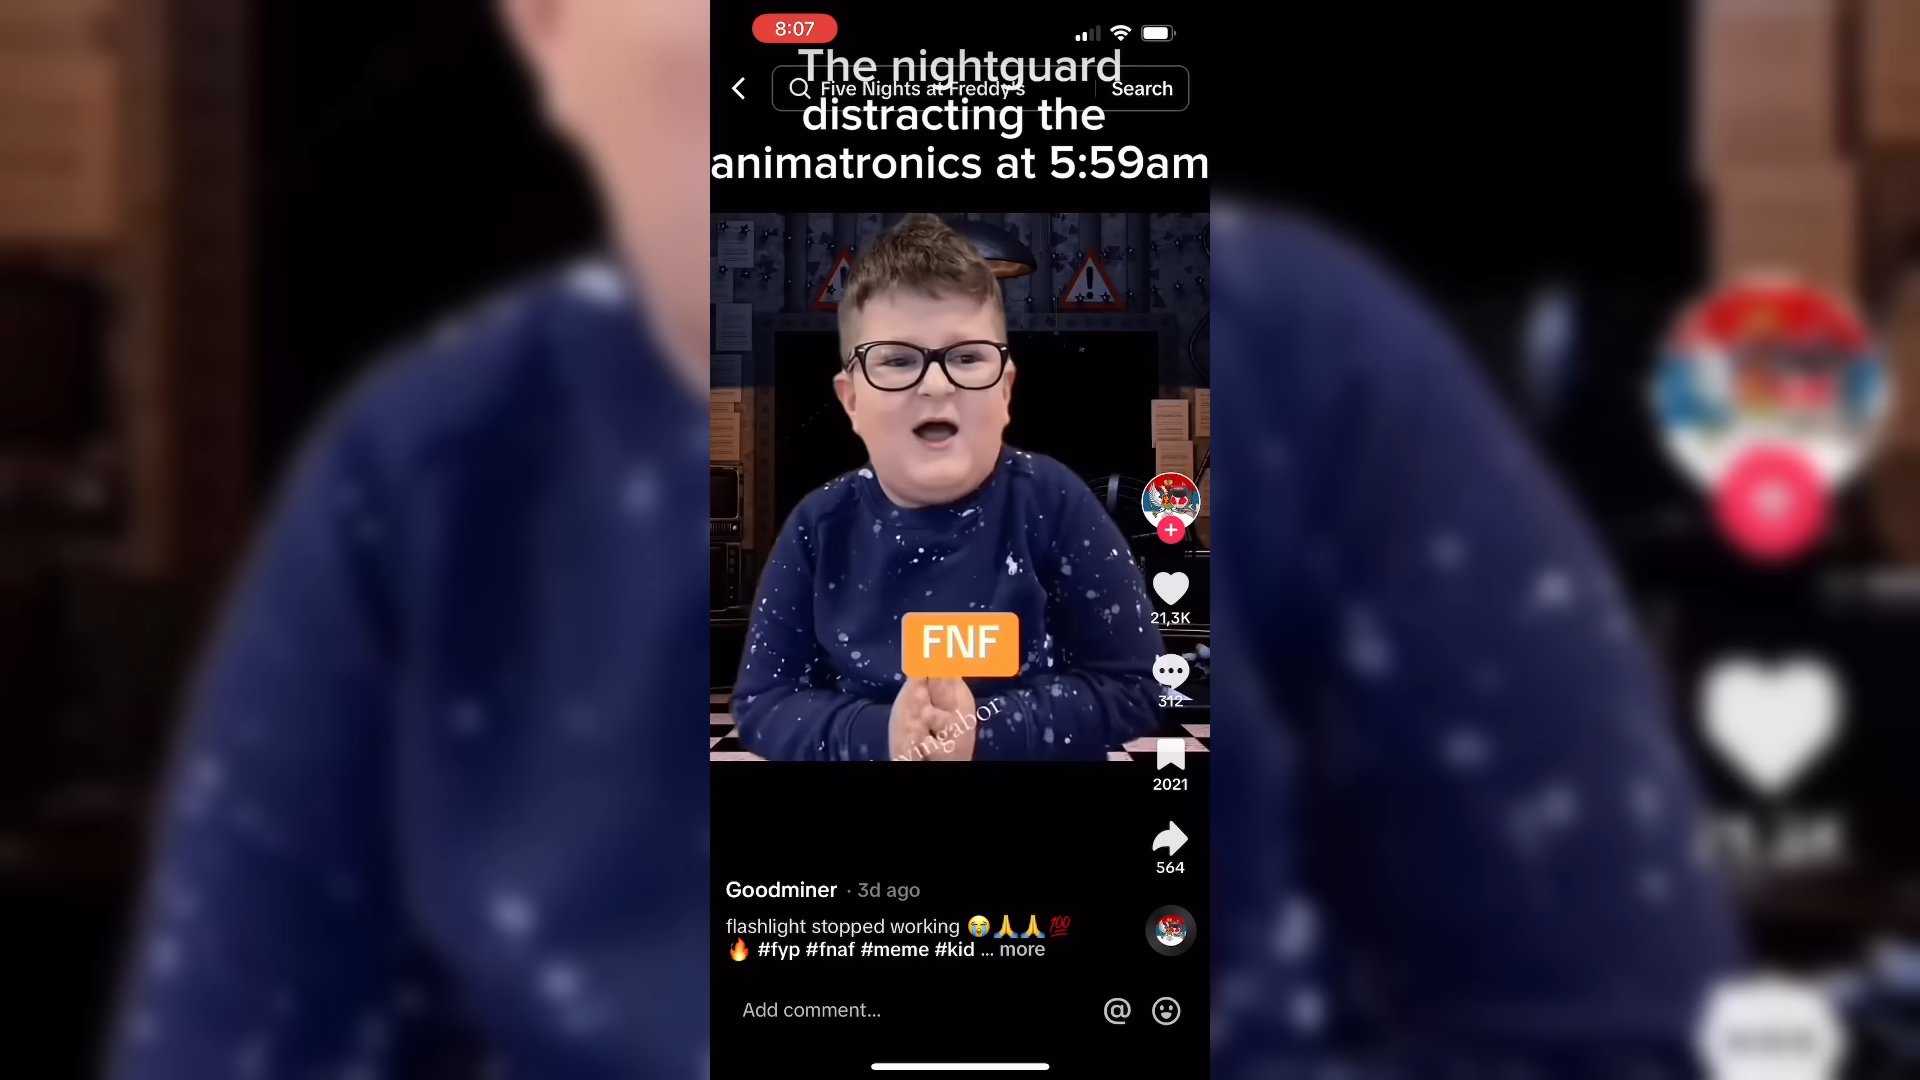 8:07
The nightguard
Five Nights at Freddy's
Search
distracting the
animatronics at 5:59am
FNF
vingabor
21,3K
312
2021
564
Goodminer · 3d ago
flashlight stopped working 😭🙏🙏💯
🔥 #fyp #fnaf #meme #kid ... more
Add comment...
@